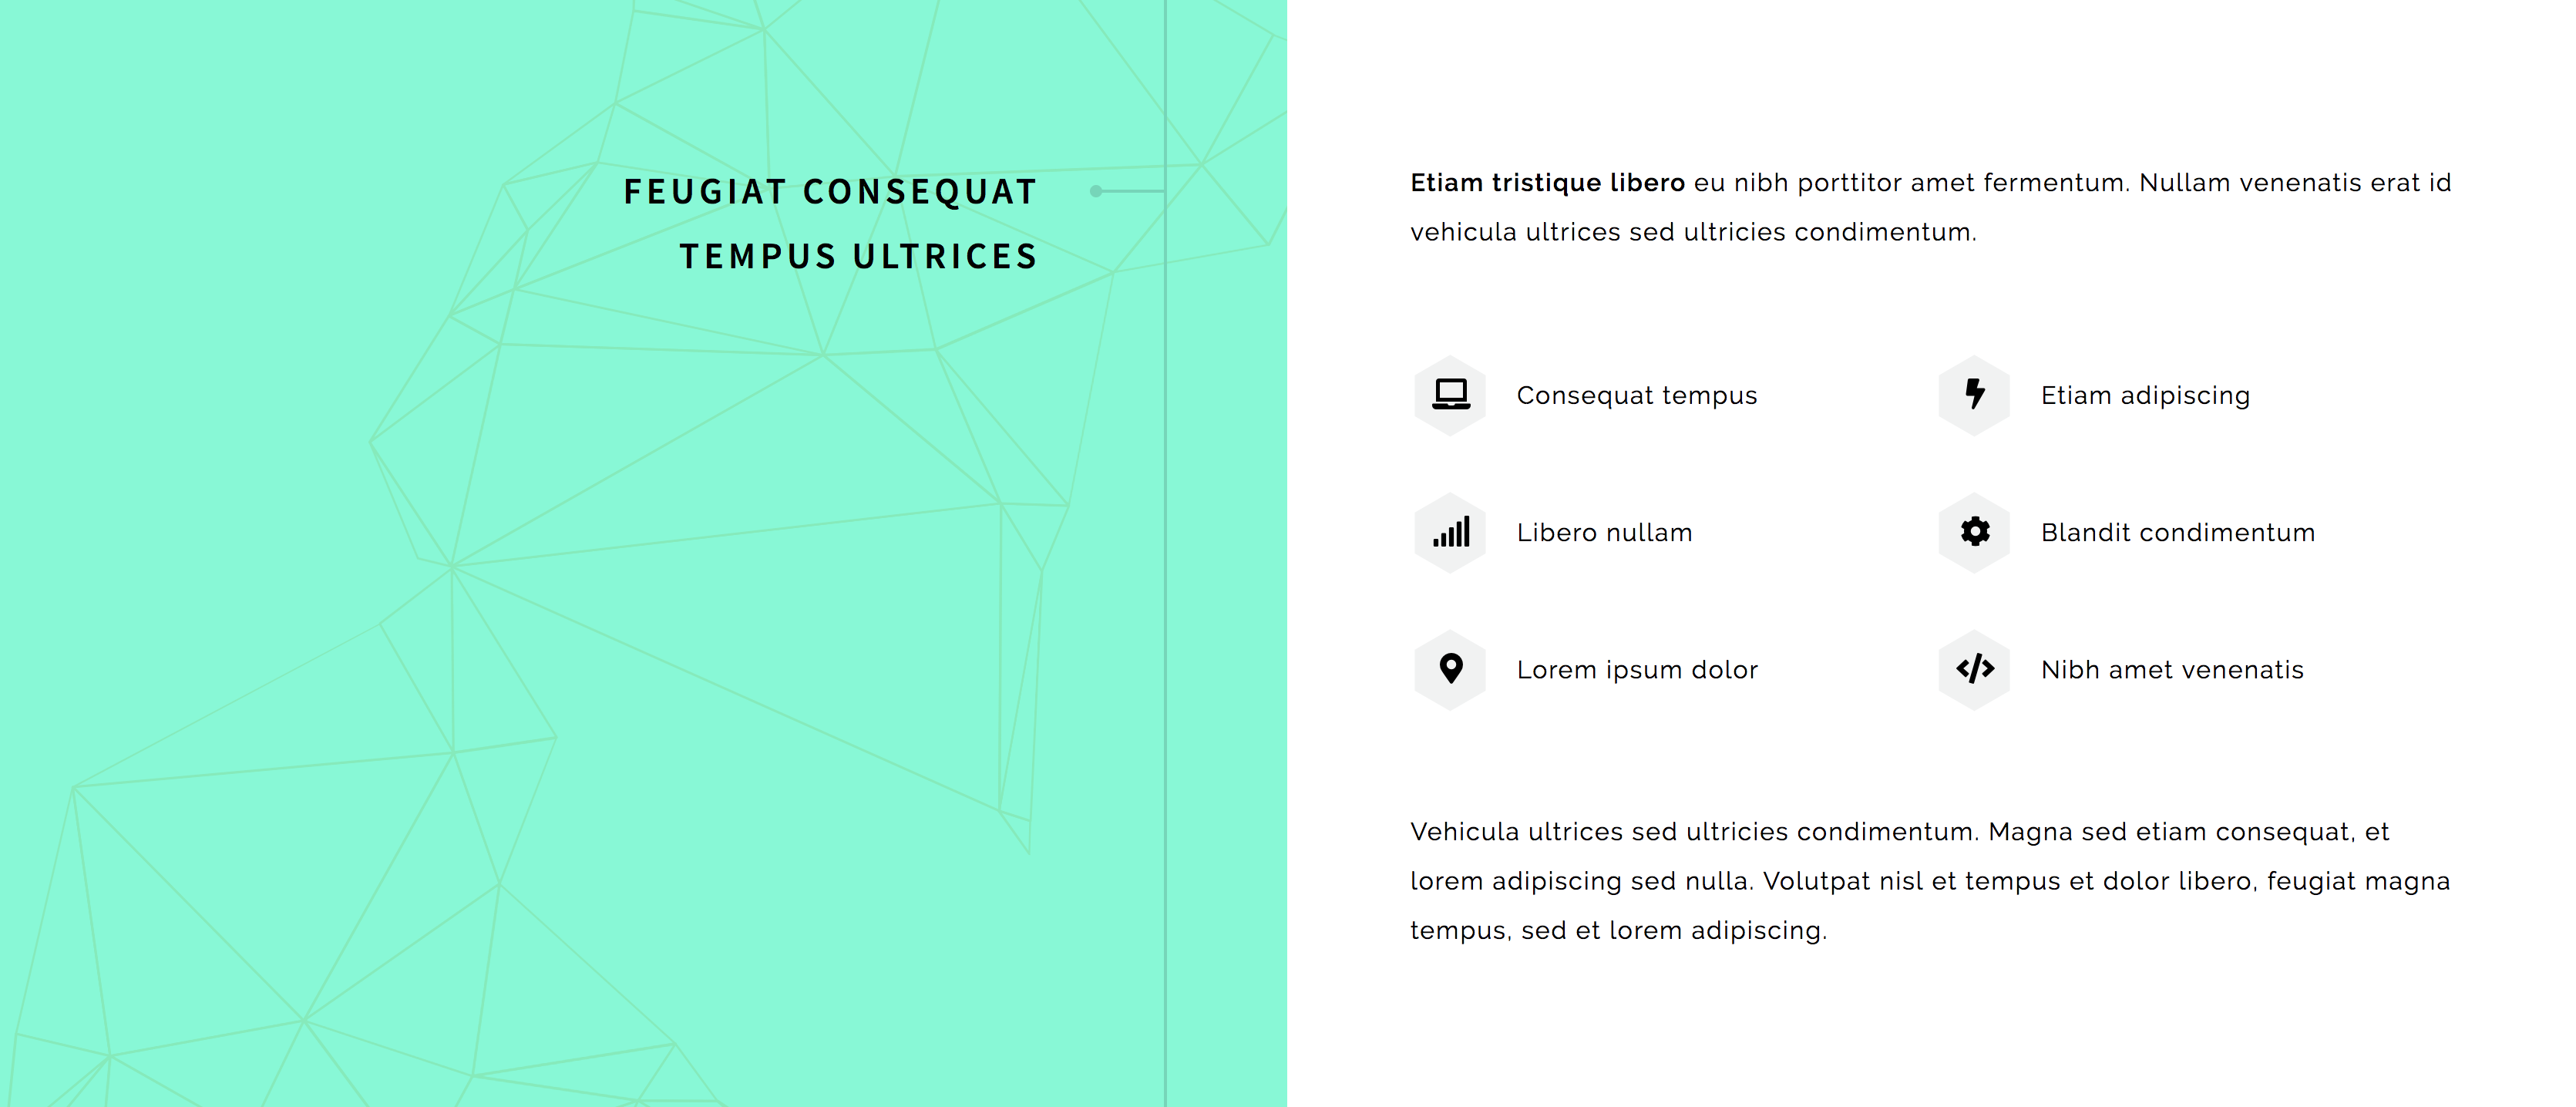 FEUGIAT CONSEQUAT
TEMPUS ULTRICES
Etiam tristique libero eu nibh porttitor amet fermentum. Nullam venenatis erat id
vehicula ultrices sed ultricies condimentum.
Consequat tempus
Etiam adipiscing
Libero nullam
Blandit condimentum
Lorem ipsum dolor
Nibh amet venenatis
Vehicula ultrices sed ultricies condimentum. Magna sed etiam consequat, et
lorem adipiscing sed nulla. Volutpat nisl et tempus et dolor libero, feugiat magna
tempus, sed et lorem adipiscing.